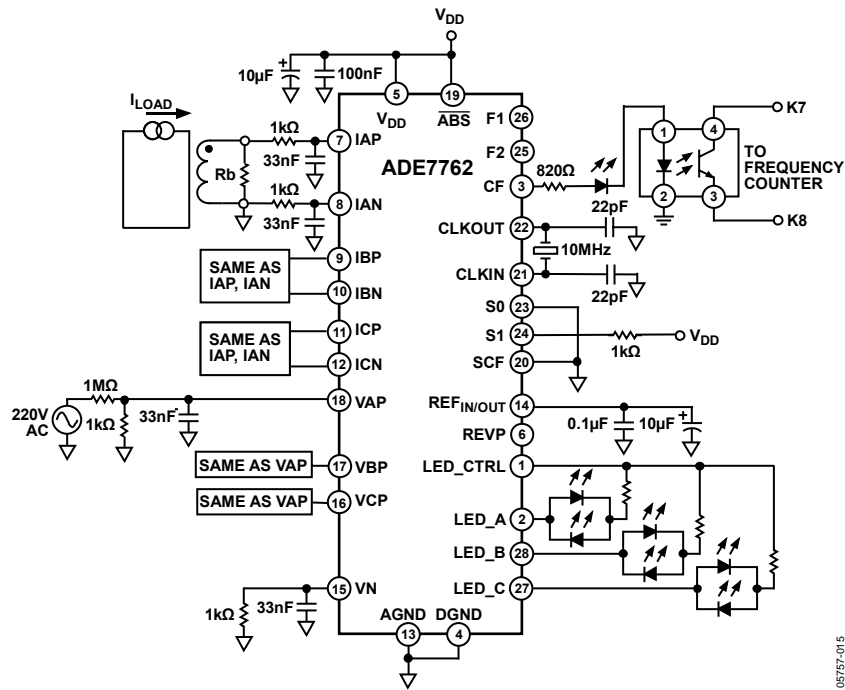 VDD
10µF
+
100nF
5
19
VDD
ABS
ADE7762
ILOAD
1kΩ
33nF
7
IAP
Rb
1kΩ
33nF
8
IAN
SAME AS
IAP, IAN
9
IBP
10
IBN
SAME AS
IAP, IAN
11
ICP
12
ICN
1MΩ
220V
AC
1kΩ
33nF
18
VAP
SAME AS VAP
17
VBP
SAME AS VAP
16
VCP
1kΩ
33nF
15
VN
AGND
DGND
13
4
F1
26
F2
25
CF
3
820Ω
1
4
2
3
K7
K8
TO
FREQUENCY
COUNTER
22pF
CLKOUT
22
10MHz
CLKIN
21
22pF
S0
23
S1
24
1kΩ
VDD
SCF
20
REFIN/OUT
14
0.1µF
10µF
+
REVP
6
LED_CTRL
1
LED_A
2
LED_B
28
LED_C
27
05757-015